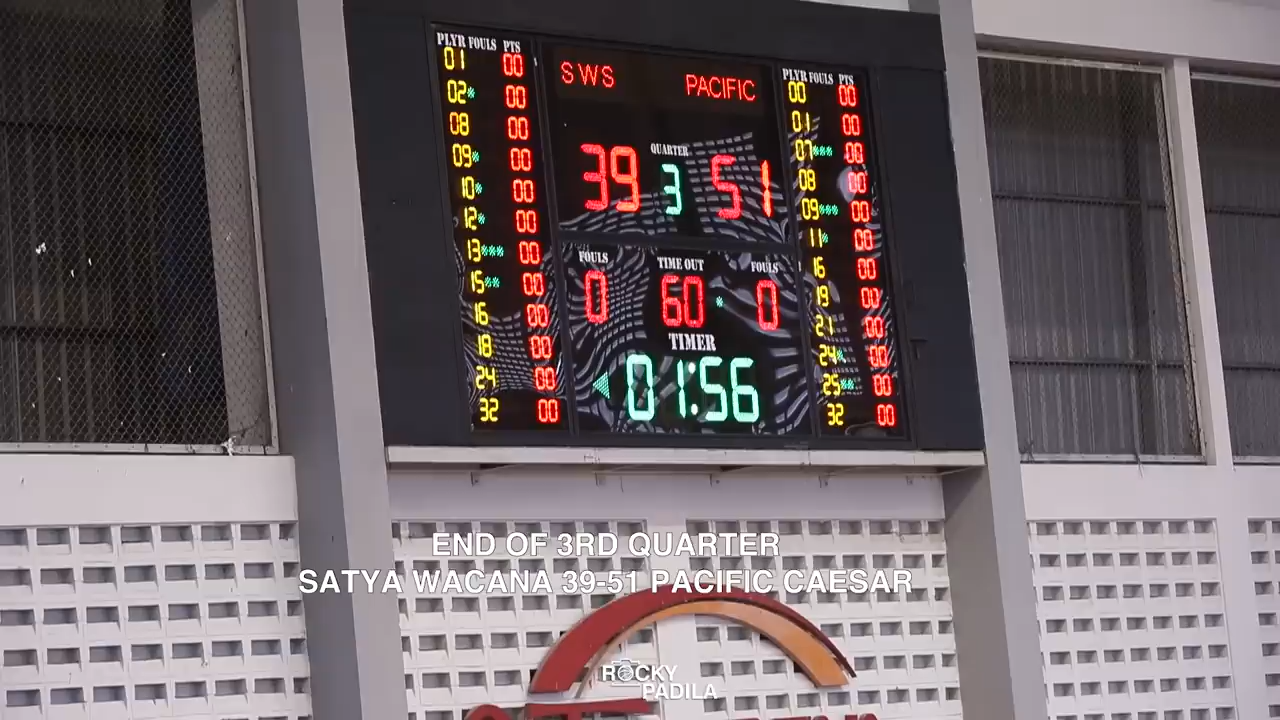 PLYR FOULS PTS
01 00
02* 00
08 00
09* 00
10* 00
12* 00
13*** 00
15** 00
16 00
18 00
24 00
32 00
SWS PACIFIC
QUARTER
39 3 51
FOULS TIME OUT FOULS
0 60 * 0
TIMER
01:56
PLYR FOULS PTS
00 00
01 00
07*** 00
08 00
09*** 00
11* 00
16 00
19 00
21 00
24* 00
25** 00
32 00
END OF 3RD QUARTER
SATYA WACANA 39-51 PACIFIC CAESAR
ROCKY
PADILA